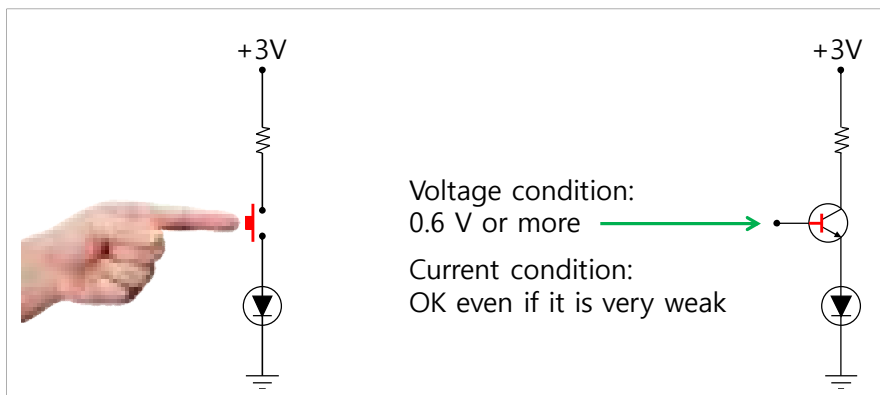 +3V
+3V
Voltage condition:
0.6 V or more
Current condition:
OK even if it is very weak